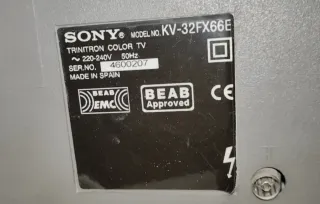 SONY® MODEL NO. KV-32FX66E
TRINITRON COLOR TV
~ 220-240V 50Hz
SER.NO. 4600207
MADE IN SPAIN
BEAB EMC
BEAB Approved